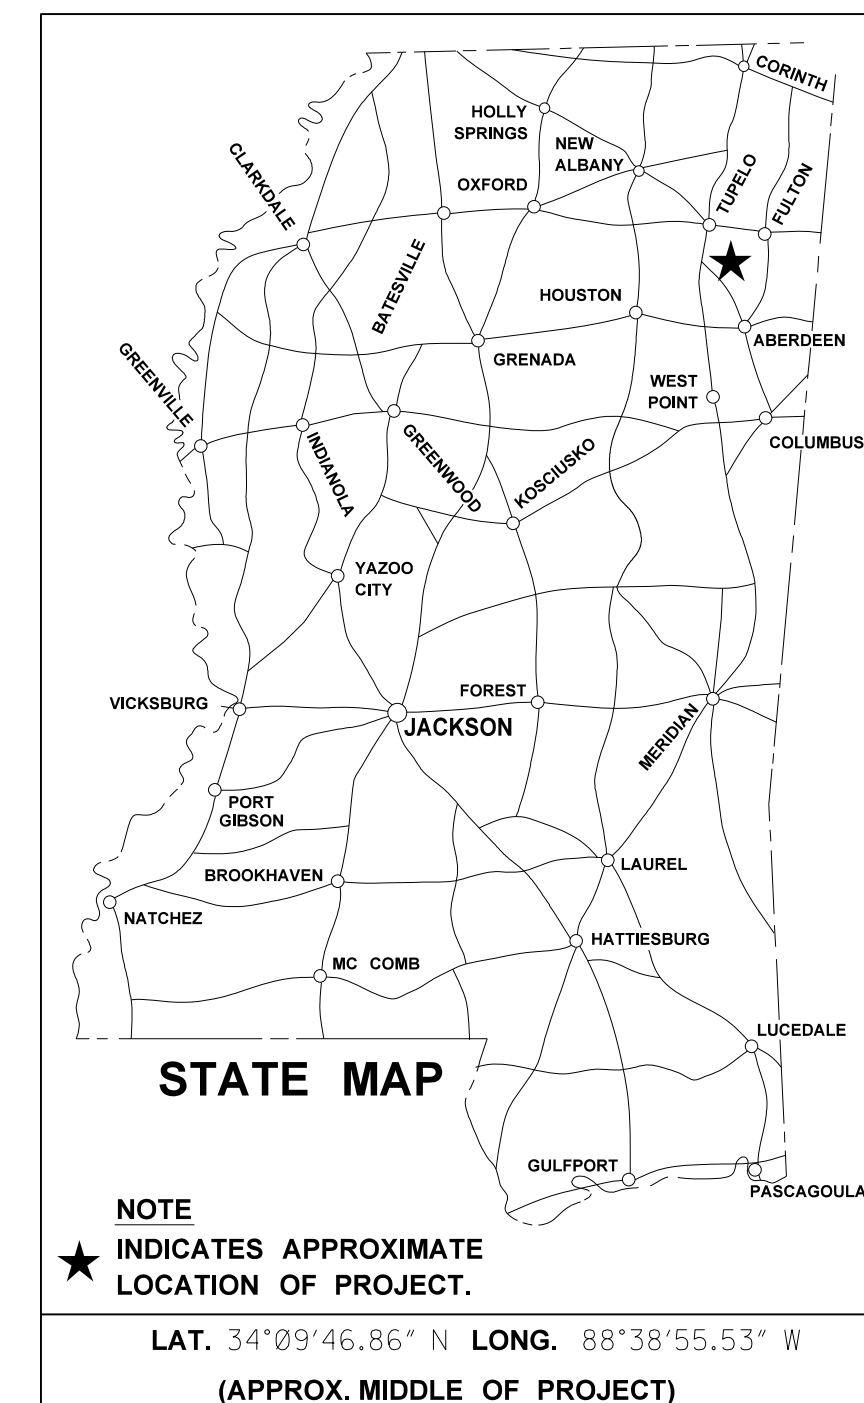 CORINTH
HOLLY
SPRINGS
NEW
ALBANY
CLARKDALE
OXFORD
TUPELO
FULTON
BATESVILLE
HOUSTON
ABERDEEN
GREENVILLE
GRENADA
WEST
POINT
COLUMBUS
INDIANOLA
GREENWOOD
KOSCIUSKO
YAZOO
CITY
VICKSBURG
FOREST
JACKSON
MERIDIAN
PORT
GIBSON
BROOKHAVEN
LAUREL
NATCHEZ
HATTIESBURG
MC COMB
LUCEDALE
STATE MAP
GULFPORT
PASCAGOULA
NOTE
INDICATES APPROXIMATE
LOCATION OF PROJECT.
LAT. 34°09'46.86" N LONG. 88°38'55.53" W
(APPROX. MIDDLE OF PROJECT)